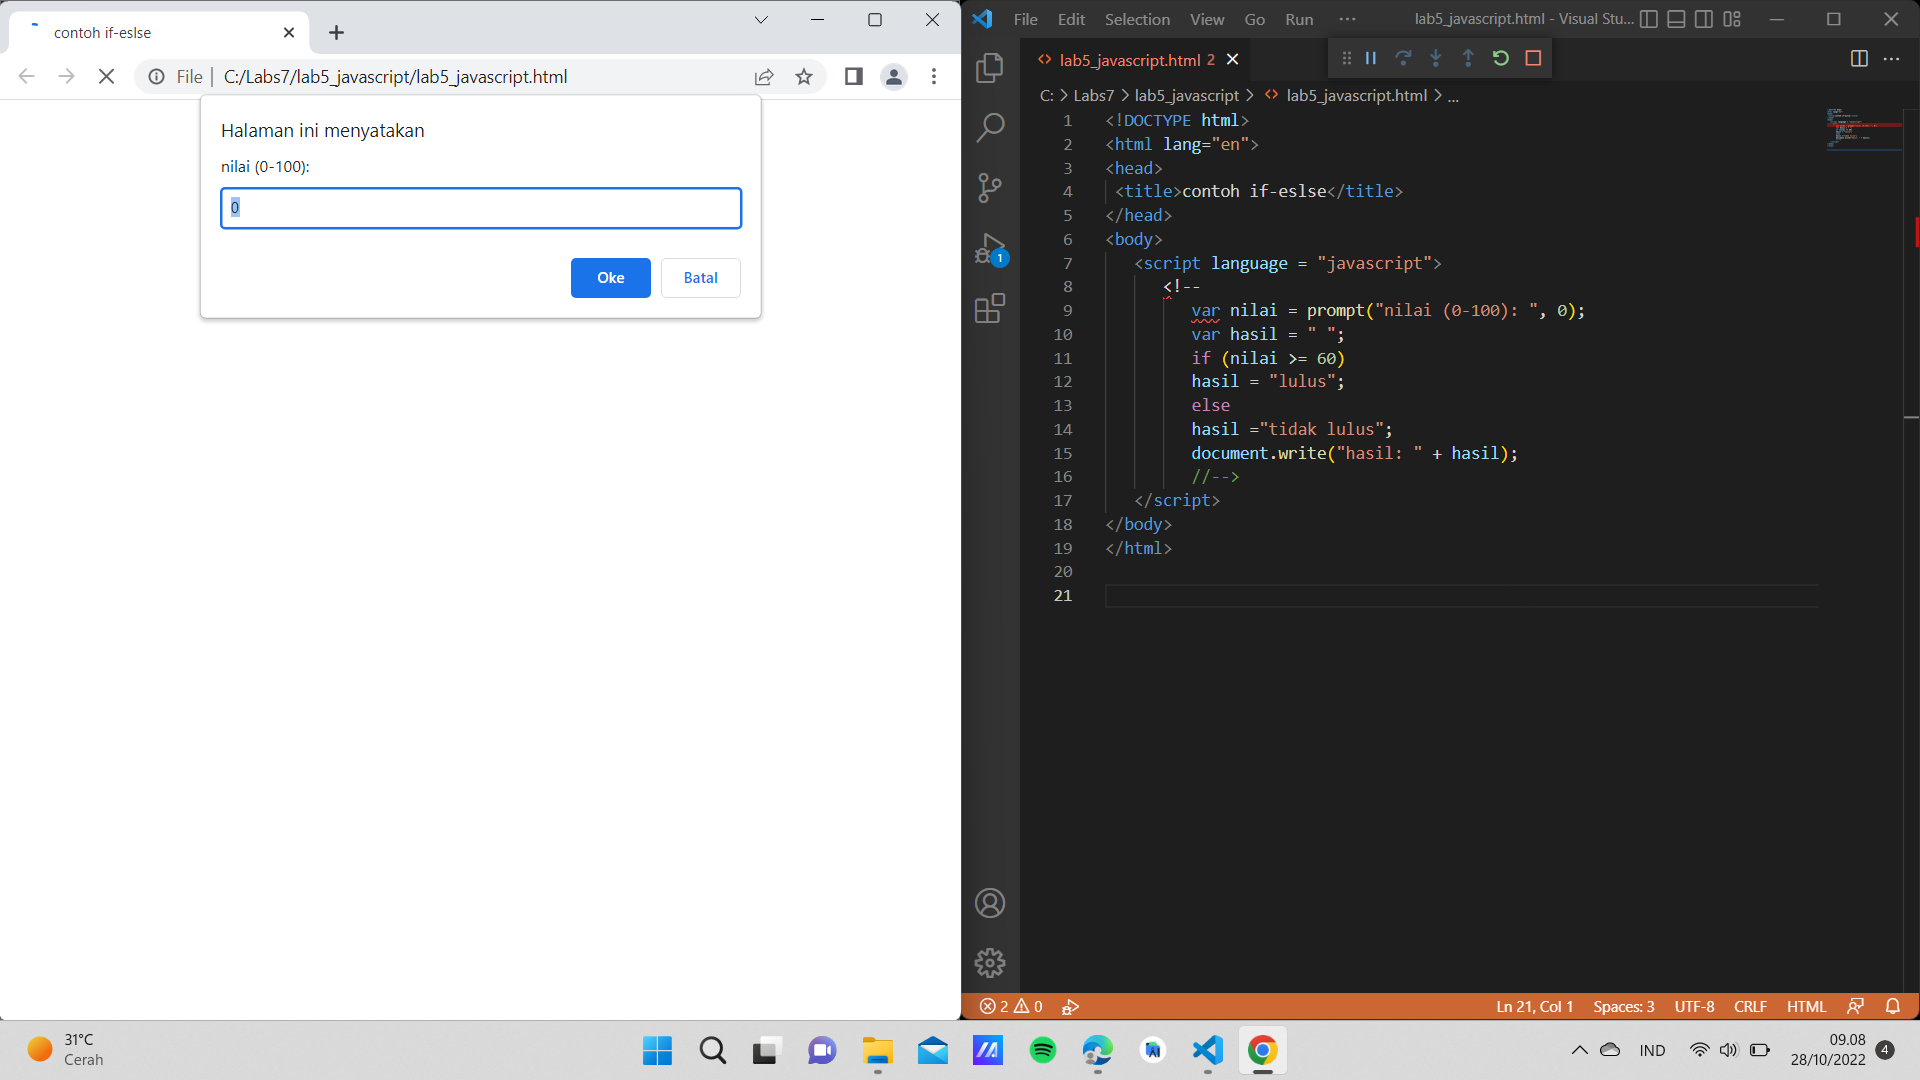 contoh if-eslse
File
C:/Labs7/lab5_javascript/lab5_javascript.html
Halaman ini menyatakan
nilai (0-100):
0
Oke
Batal
File Edit Selection View Go Run ··· lab5_javascript.html - Visual Stu...
lab5_javascript.html 2
C: > Labs7 > lab5_javascript > lab5_javascript.html > ...
1 <!DOCTYPE html>
2 <html lang="en">
3 <head>
4 <title>contoh if-eslse</title>
5 </head>
6 <body>
7 <script language = "javascript">
8 <!--
9 var nilai = prompt("nilai (0-100): ", 0);
10 var hasil = " ";
11 if (nilai >= 60)
12 hasil = "lulus";
13 else
14 hasil ="tidak lulus";
15 document.write("hasil: " + hasil);
16 //-->
17 </script>
18 </body>
19 </html>
20
21
1
2 0
Ln 21, Col 1 Spaces: 3 UTF-8 CRLF HTML
31°C
Cerah
IND
09.08
28/10/2022
4